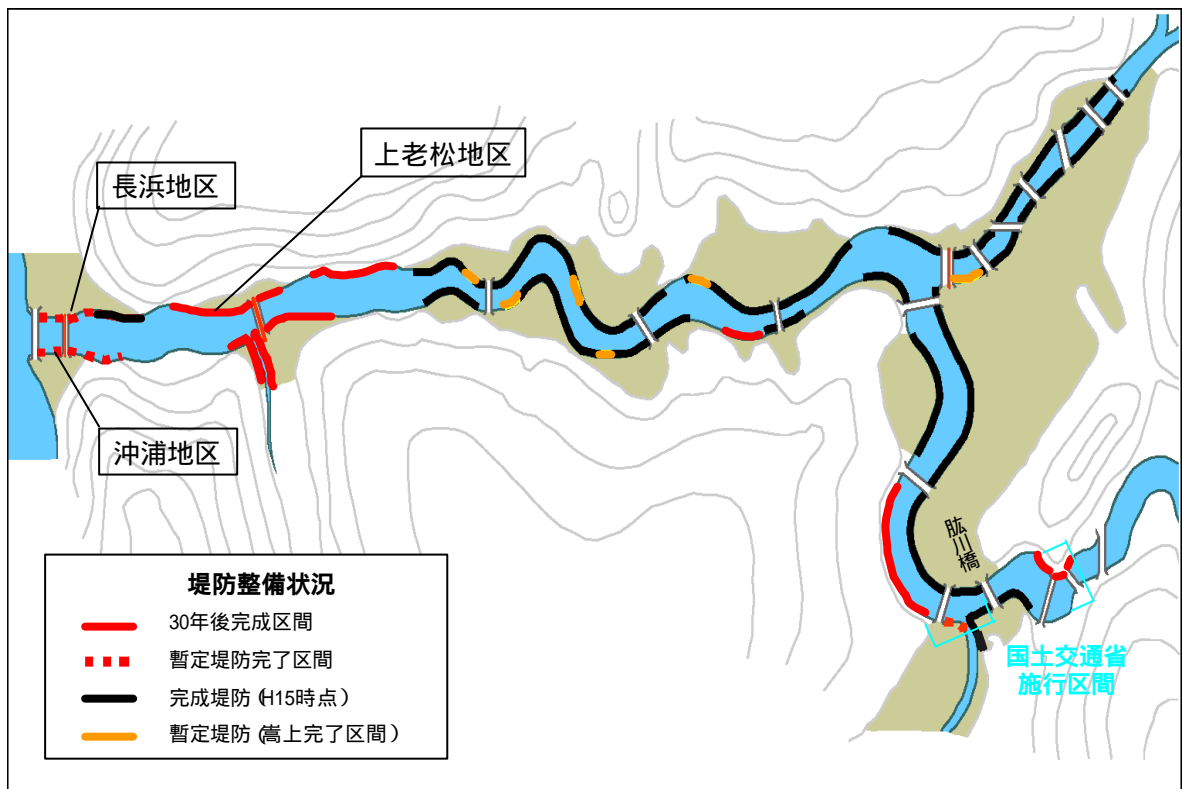 上老松地区
長浜地区
沖浦地区
肱川橋
国土交通省
施行区間
堤防整備状況
30年後完成区間
暫定堤防完了区間
完成堤防(H15時点)
暫定堤防(嵩上完了区間)